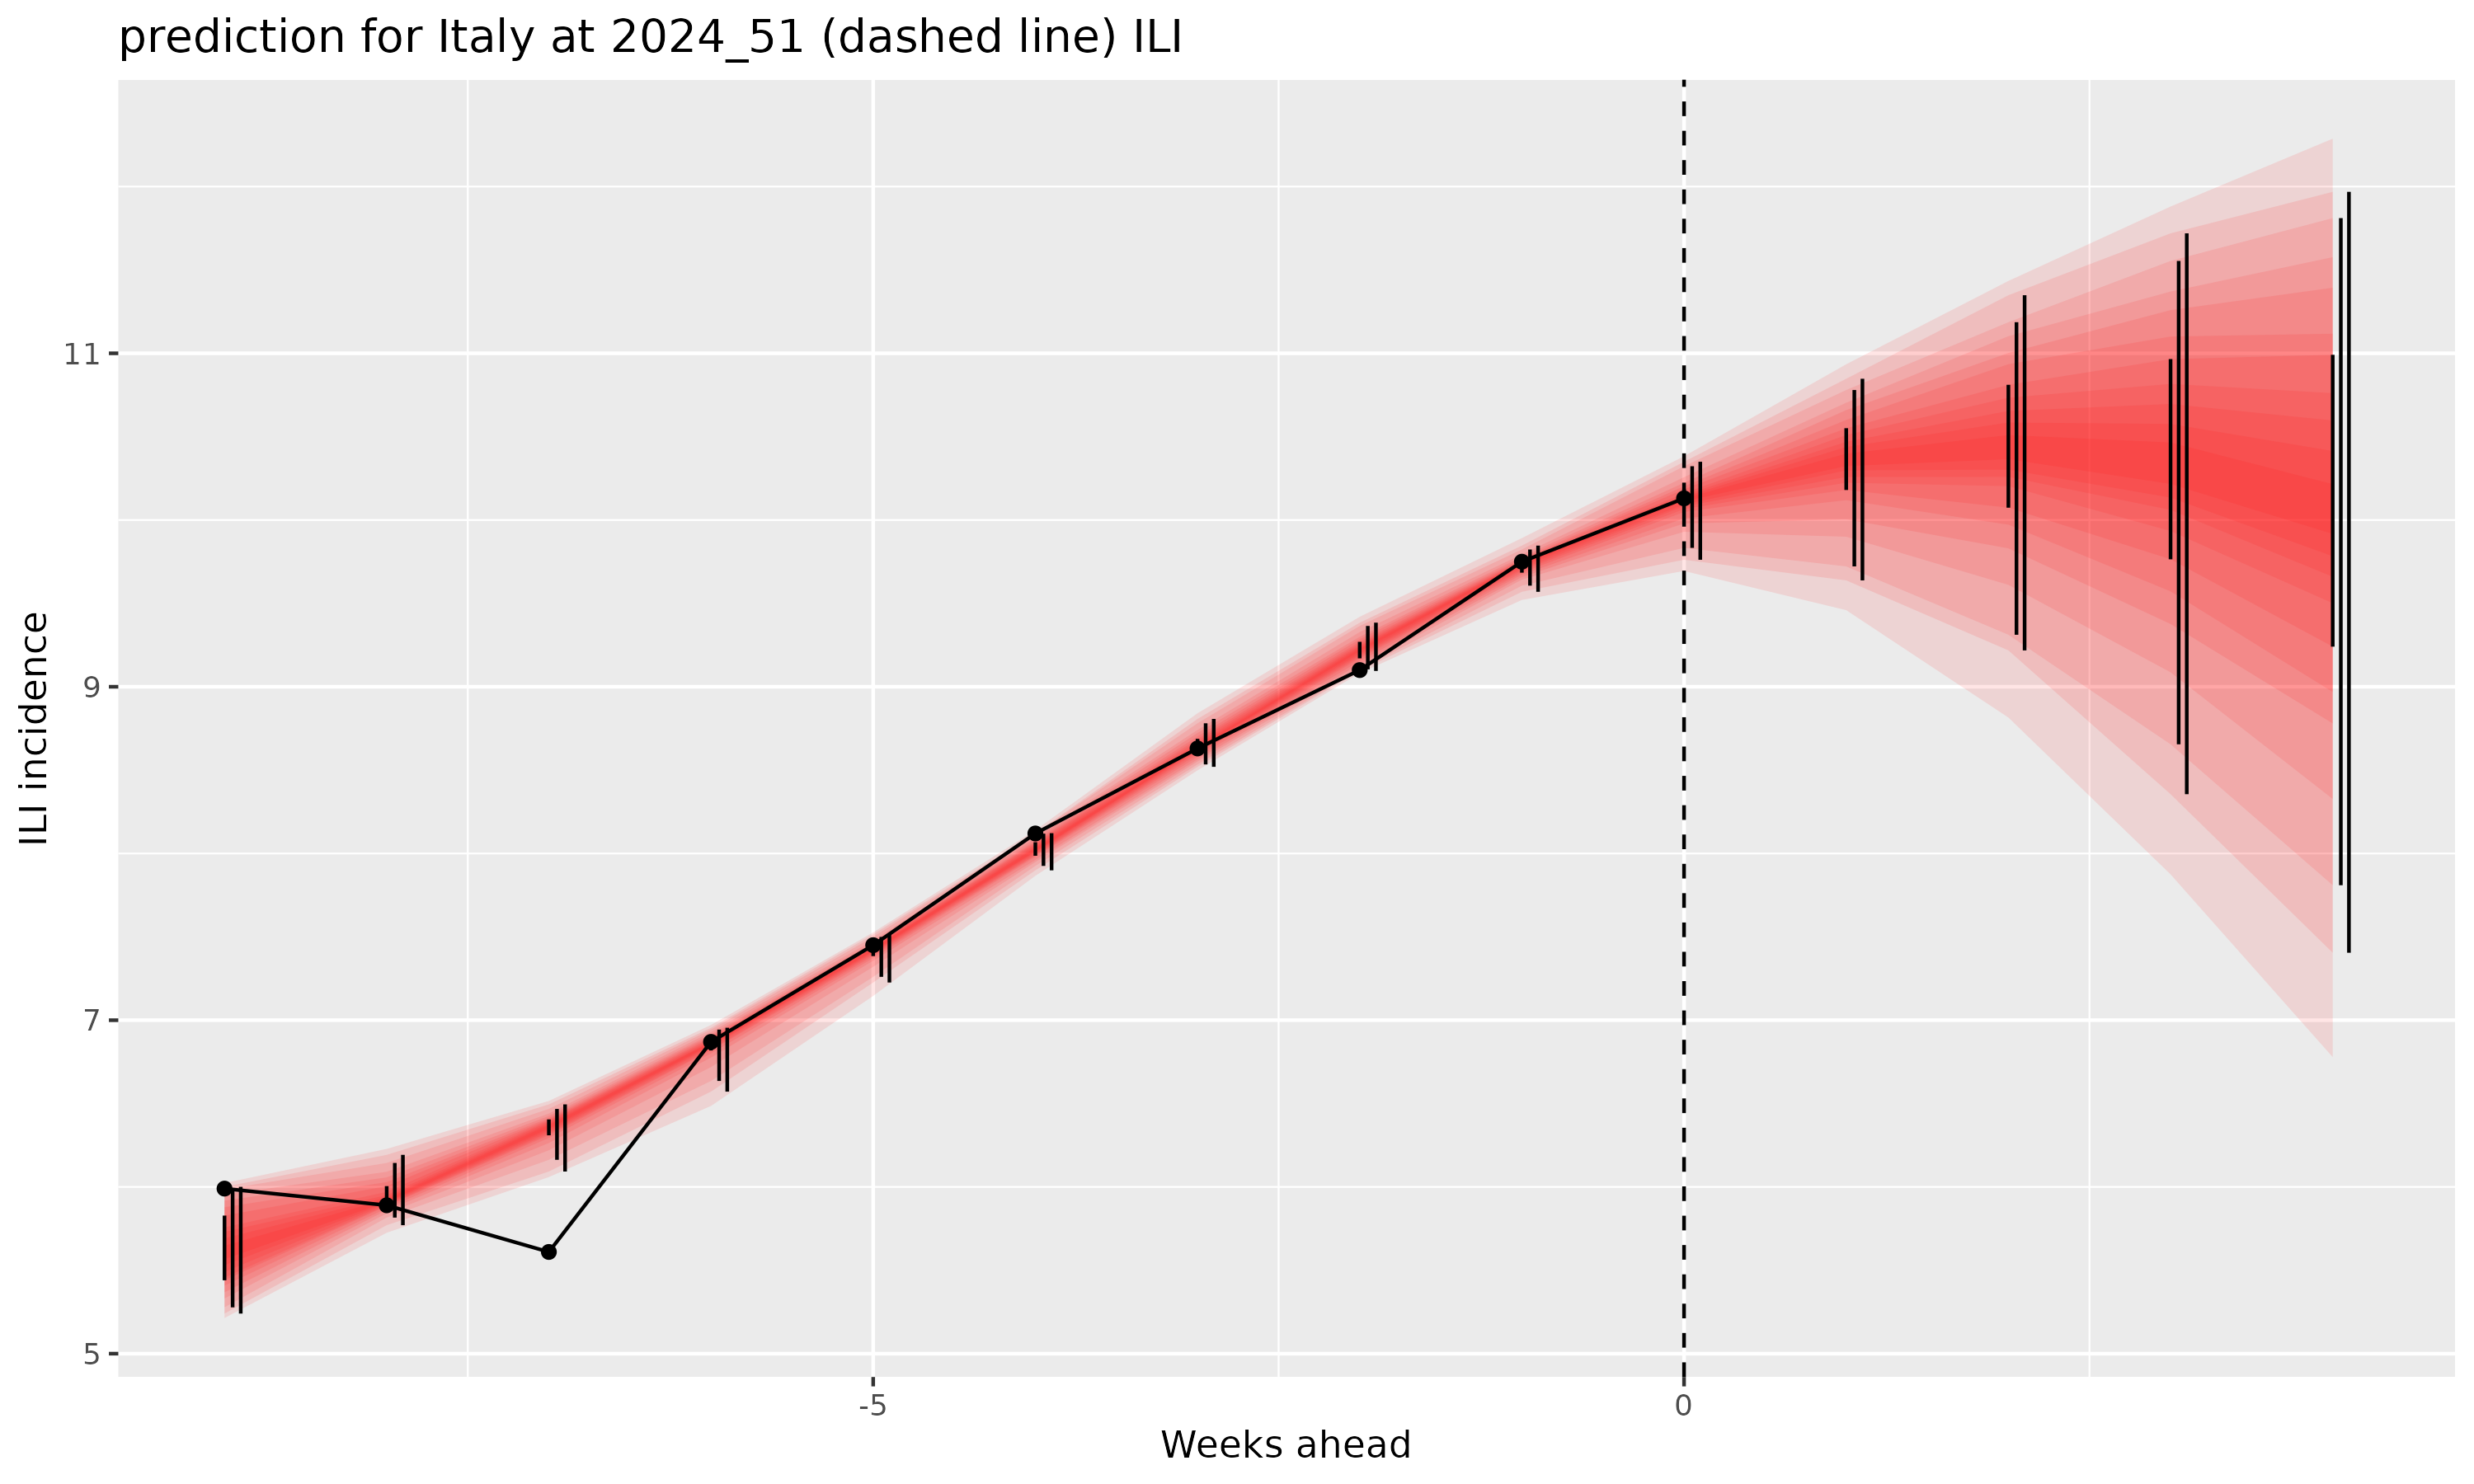 prediction for Italy at 2024_51 (dashed line) ILI
11
9
7
5
ILI incidence
-5
0
Weeks ahead